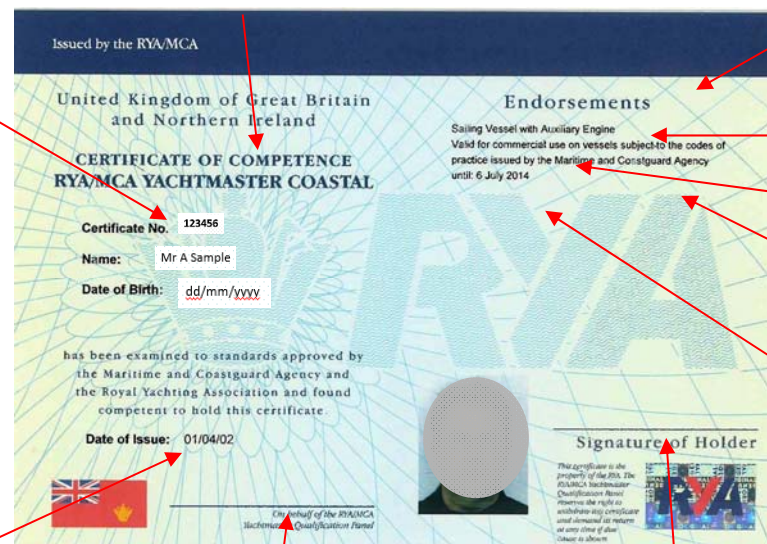 Issued by the RYA/MCA
United Kingdom of Great Britain
and Northern Ireland
CERTIFICATE OF COMPETENCE
RYA/MCA YACHTMASTER COASTAL
Certificate No. 123456
Name: Mr A Sample
Date of Birth: dd/mm/yyyy
has been examined to standards approved by
the Maritime and Coastguard Agency and
the Royal Yachting Association and found
competent to hold this certificate.
Date of Issue: 01/04/02
On behalf of the RYA/MCA
Yachtmaster Qualification Panel
Endorsements
Sailing Vessel with Auxiliary Engine
Valid for commercial use on vessels subject to the codes of
practice issued by the Maritime and Coastguard Agency
until: 6 July 2014
RYA
Signature of Holder
This certificate is the
property of the RYA. The
RYA/MCA Yachtmaster
Qualification Panel
reserves the right to
withdraw any certificate
and demand its return
at any time if due
cause is shown
RYA